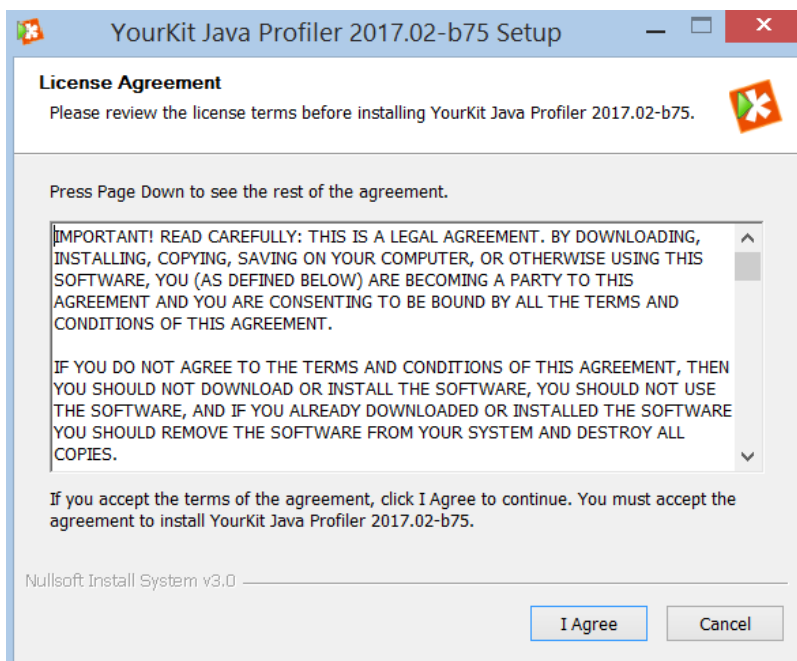 YourKit Java Profiler 2017.02-b75 Setup
License Agreement
Please review the license terms before installing YourKit Java Profiler 2017.02-b75.
Press Page Down to see the rest of the agreement.
IMPORTANT! READ CAREFULLY: THIS IS A LEGAL AGREEMENT. BY DOWNLOADING,
INSTALLING, COPYING, SAVING ON YOUR COMPUTER, OR OTHERWISE USING THIS
SOFTWARE, YOU (AS DEFINED BELOW) ARE BECOMING A PARTY TO THIS
AGREEMENT AND YOU ARE CONSENTING TO BE BOUND BY ALL THE TERMS AND
CONDITIONS OF THIS AGREEMENT.
IF YOU DO NOT AGREE TO THE TERMS AND CONDITIONS OF THIS AGREEMENT, THEN
YOU SHOULD NOT DOWNLOAD OR INSTALL THE SOFTWARE, YOU SHOULD NOT USE
THE SOFTWARE, AND IF YOU ALREADY DOWNLOADED OR INSTALLED THE SOFTWARE
YOU SHOULD REMOVE THE SOFTWARE FROM YOUR SYSTEM AND DESTROY ALL
COPIES.
If you accept the terms of the agreement, click I Agree to continue. You must accept the
agreement to install YourKit Java Profiler 2017.02-b75.
Nullsoft Install System v3.0
I Agree
Cancel